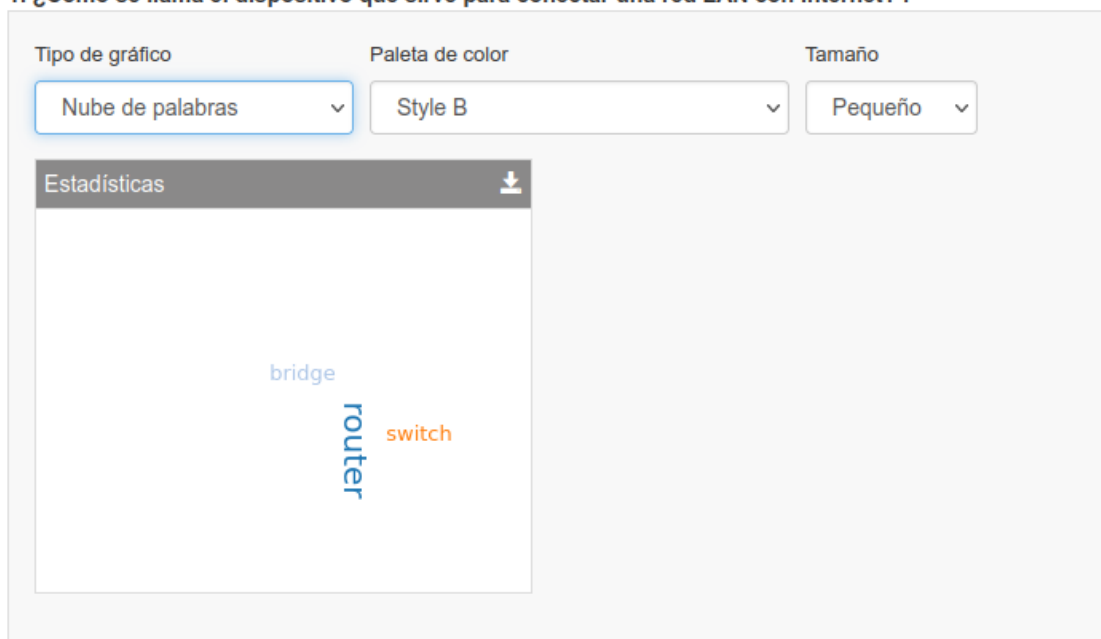 Tipo de gráfico Paleta de color Tamaño
Nube de palabras Style B Pequeño
Estadísticas
bridge
router
switch